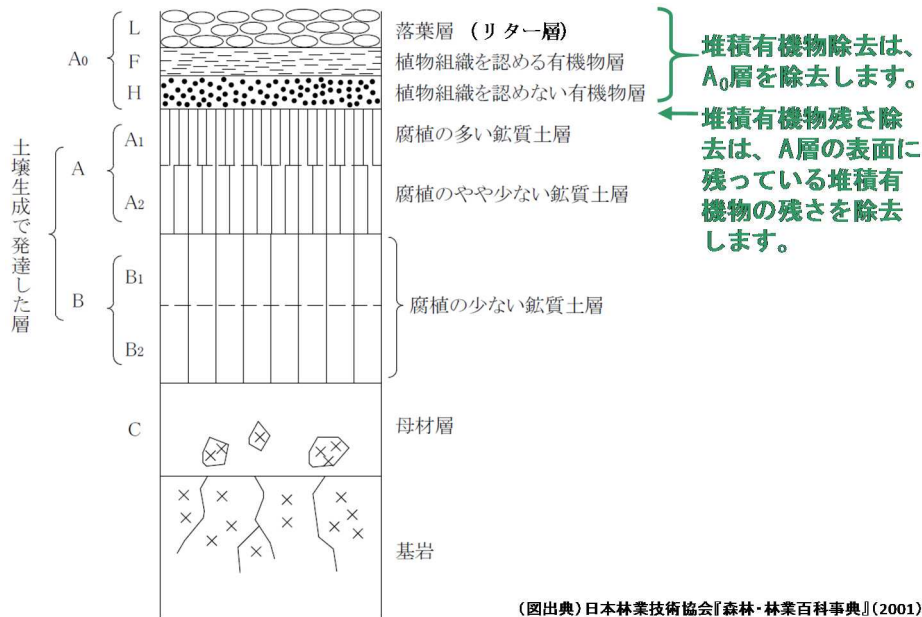 L
落葉層 (リター層)
A₀
F
植物組織を認める有機物層
H
植物組織を認めない有機物層
堆積有機物除去は、
A₀層を除去します。
堆積有機物残さ除
去は、A層の表面に
残っている堆積有
機物の残さを除去
します。
土壌生成で発達した層
A
A₁
腐植の多い鉱質土層
A₂
腐植のやや少ない鉱質土層
B
B₁
腐植の少ない鉱質土層
B₂
C
母材層
基岩
(図出典)日本林業技術協会『森林・林業百科事典』(2001)